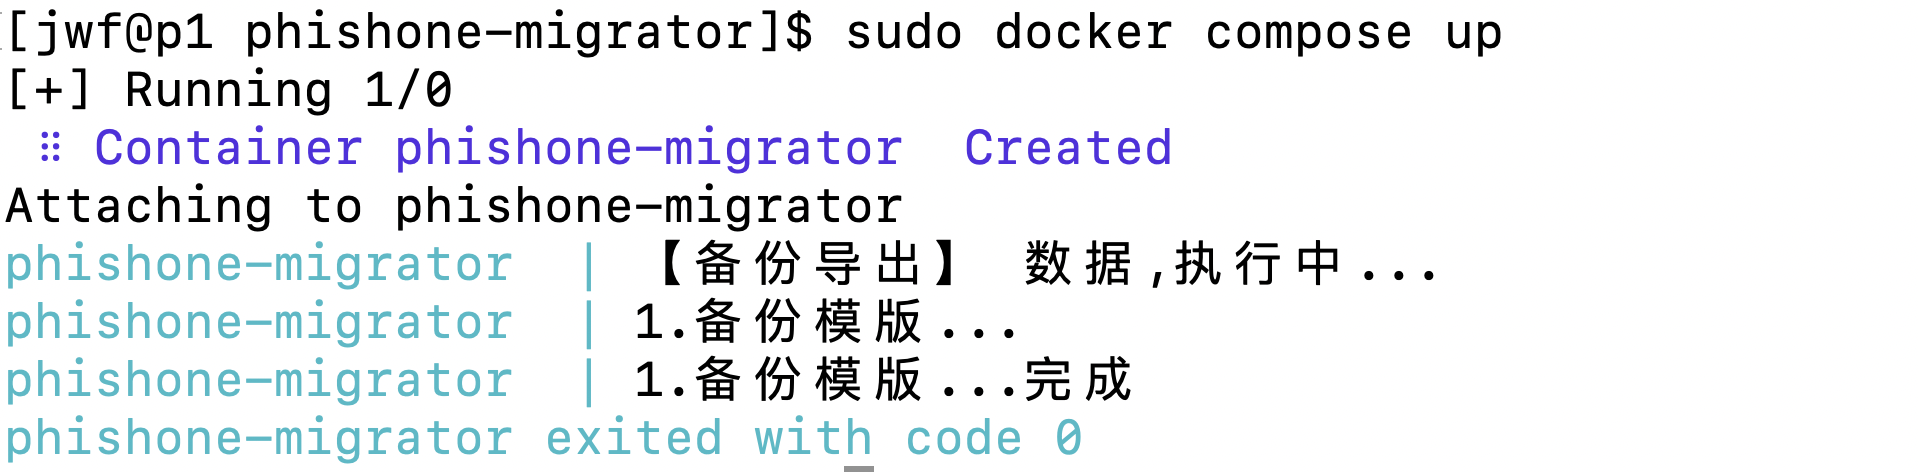 [jwf@p1 phishone-migrator]$ sudo docker compose up
[+] Running 1/0
⠿ Container phishone-migrator  Created
Attaching to phishone-migrator
phishone-migrator  | 【备份导出】 数据,执行中...
phishone-migrator  | 1.备份模版...
phishone-migrator  | 1.备份模版...完成
phishone-migrator exited with code 0